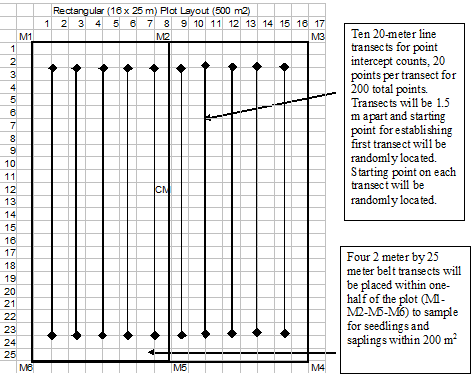 Rectangular (16 x 25 m) Plot Layout (500 m2)
1 2 3 4 5 6 7 8 9 10 11 12 13 14 15 16 17
M1 M2 M3
1
2
3
4
5
6
7
8
9
10
11
12 CM
13
14
15
16
17
18
19
20
21
22
23
24
25
M6 M5 M4
Ten 20-meter line
transects for point
intercept counts, 20
points per transect for
200 total points.
Transects will be 1.5
m apart and starting
point for establishing
first transect will be
randomly located.
Starting point on each
transect will be
randomly located.
Four 2 meter by 25
meter belt transects will
be placed within one-
half of the plot (M1-
M2-M5-M6) to sample
for seedlings and
saplings within 200 m²